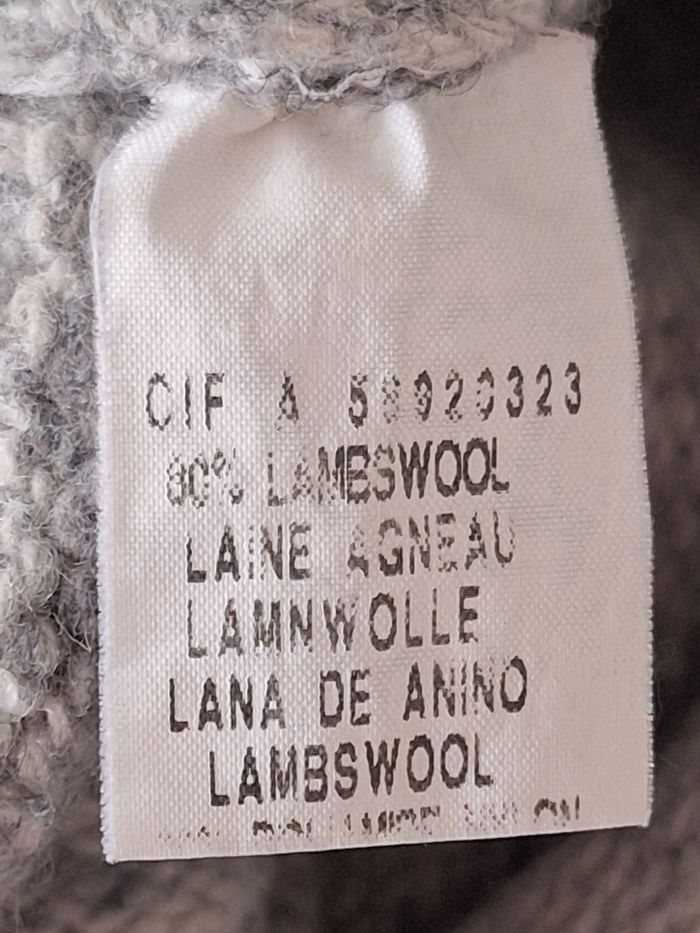 CIF A 58920323
80% LAMBSWOOL
LAINE AGNEAU
LAMNWOLLE
LANA DE ANINO
LAMBSWOOL